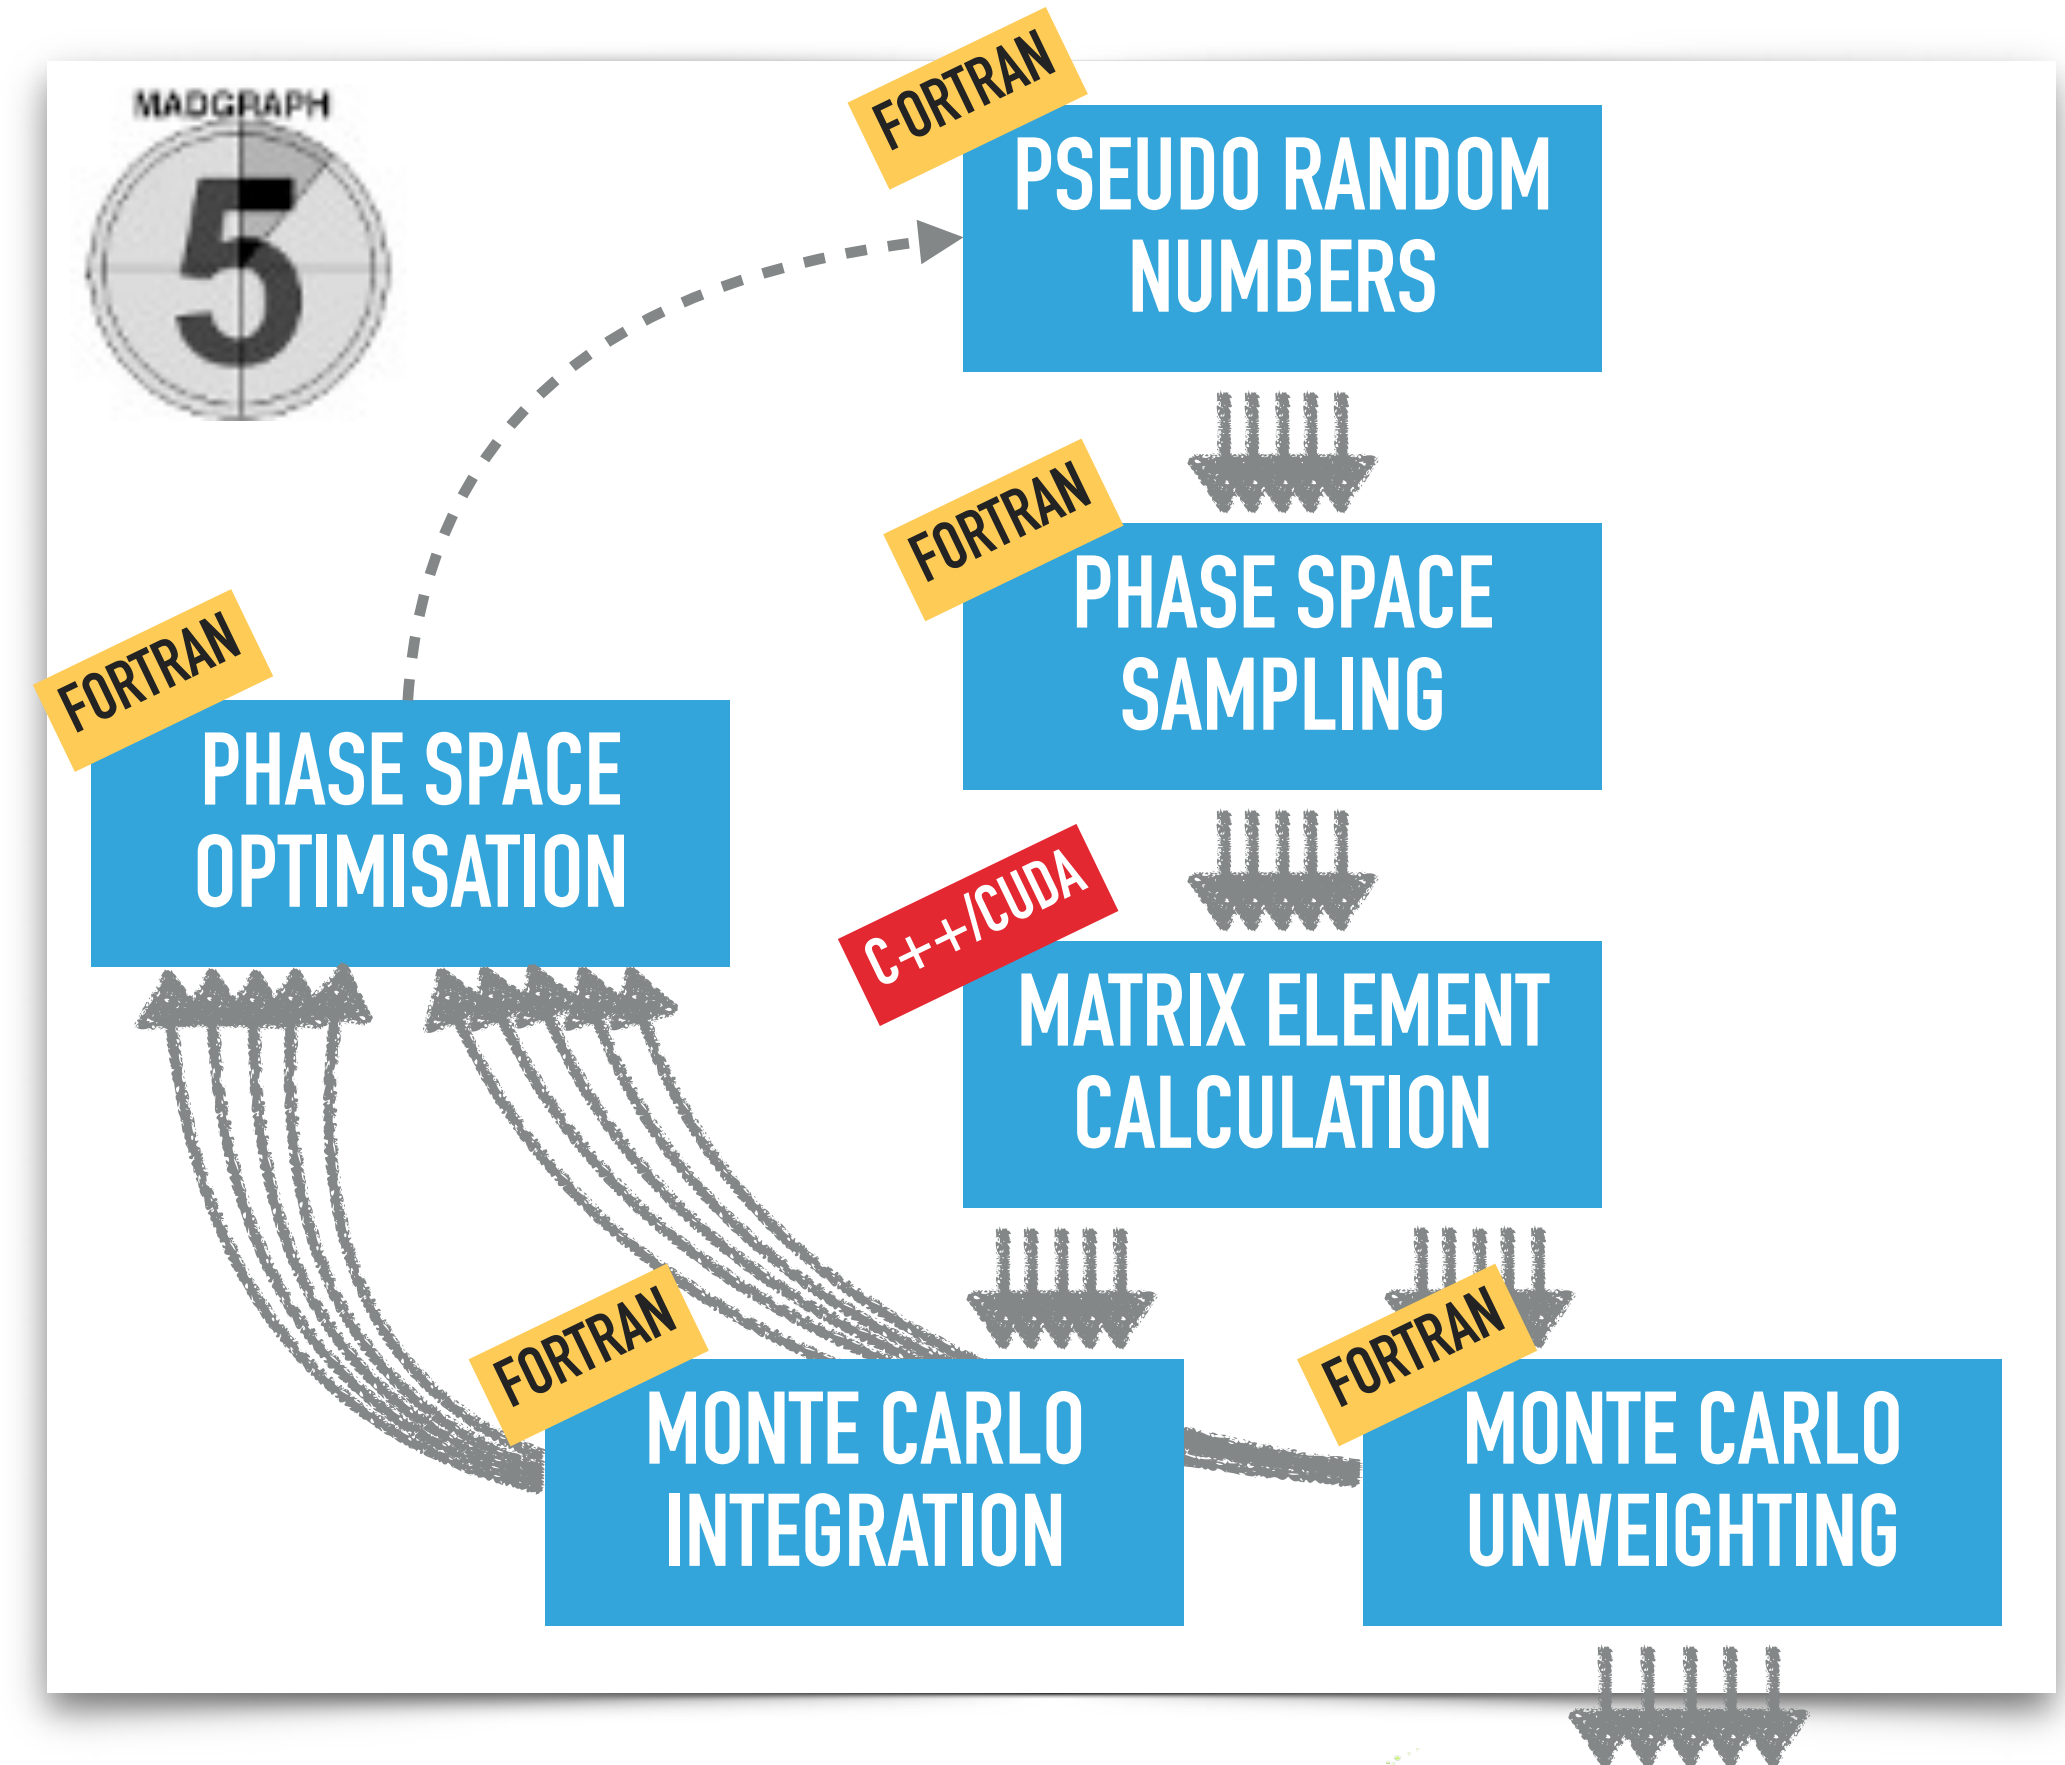 MADGRAPH
5
FORTRAN
PSEUDO RANDOM
NUMBERS
FORTRAN
PHASE SPACE
SAMPLING
FORTRAN
PHASE SPACE
OPTIMISATION
C++/CUDA
MATRIX ELEMENT
CALCULATION
FORTRAN
MONTE CARLO
INTEGRATION
FORTRAN
MONTE CARLO
UNWEIGHTING